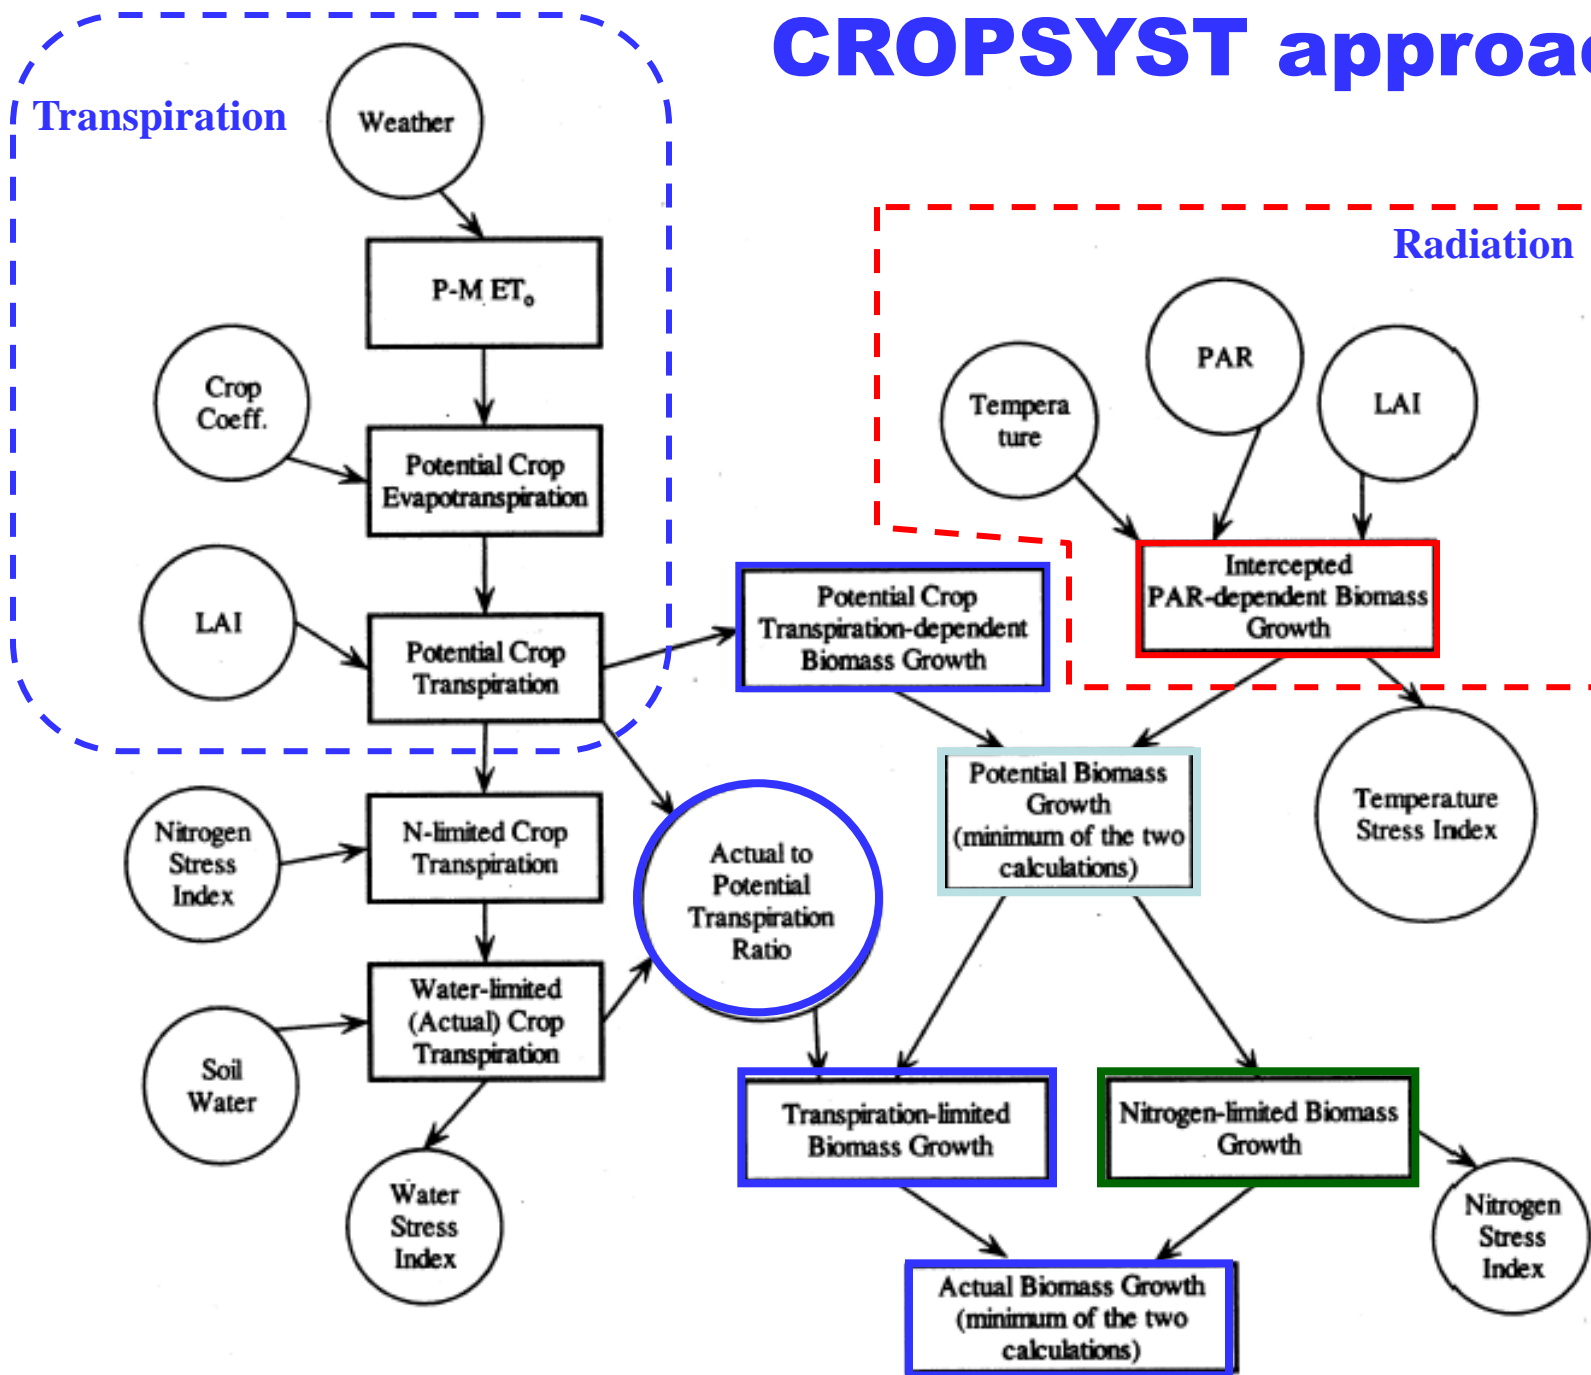 CROPSYST approac
Transpiration
Weather
P-M ETo
Radiation
Crop
Coeff.
PAR
Tempera
ture
LAI
Potential Crop
Evapotranspiration
LAI
Potential Crop
Transpiration
Potential Crop
Transpiration-dependent
Biomass Growth
Intercepted
PAR-dependent Biomass
Growth
Nitrogen
Stress
Index
N-limited Crop
Transpiration
Actual to
Potential
Transpiration
Ratio
Potential Biomass
Growth
(minimum of the two
calculations)
Temperature
Stress Index
Soil
Water
Water-limited
(Actual) Crop
Transpiration
Water
Stress
Index
Transpiration-limited
Biomass Growth
Nitrogen-limited Biomass
Growth
Nitrogen
Stress
Index
Actual Biomass Growth
(minimum of the two
calculations)